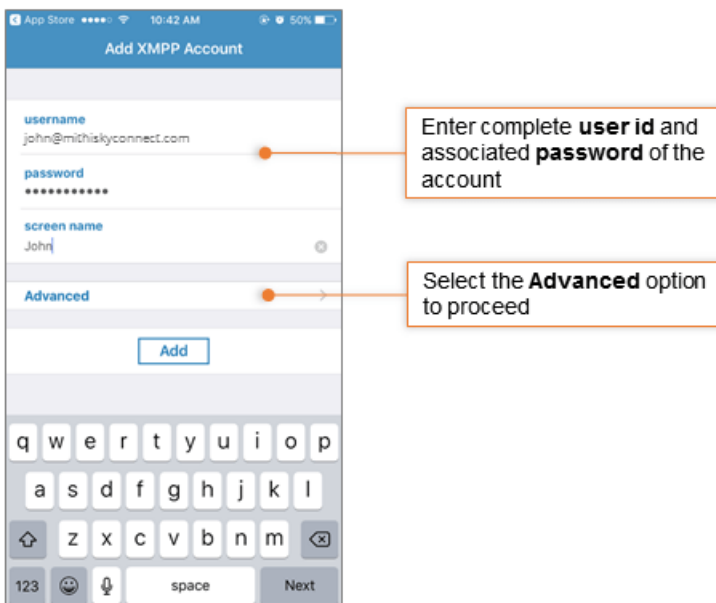 App Store 10:42 AM 50%
Add XMPP Account
username
john@mithiskyconnect.com
password
•••••••••••
screen name
John
Advanced
Add
Enter complete user id and
associated password of the
account
Select the Advanced option
to proceed
q w e r t y u i o p
a s d f g h j k l
z x c v b n m
123 space Next